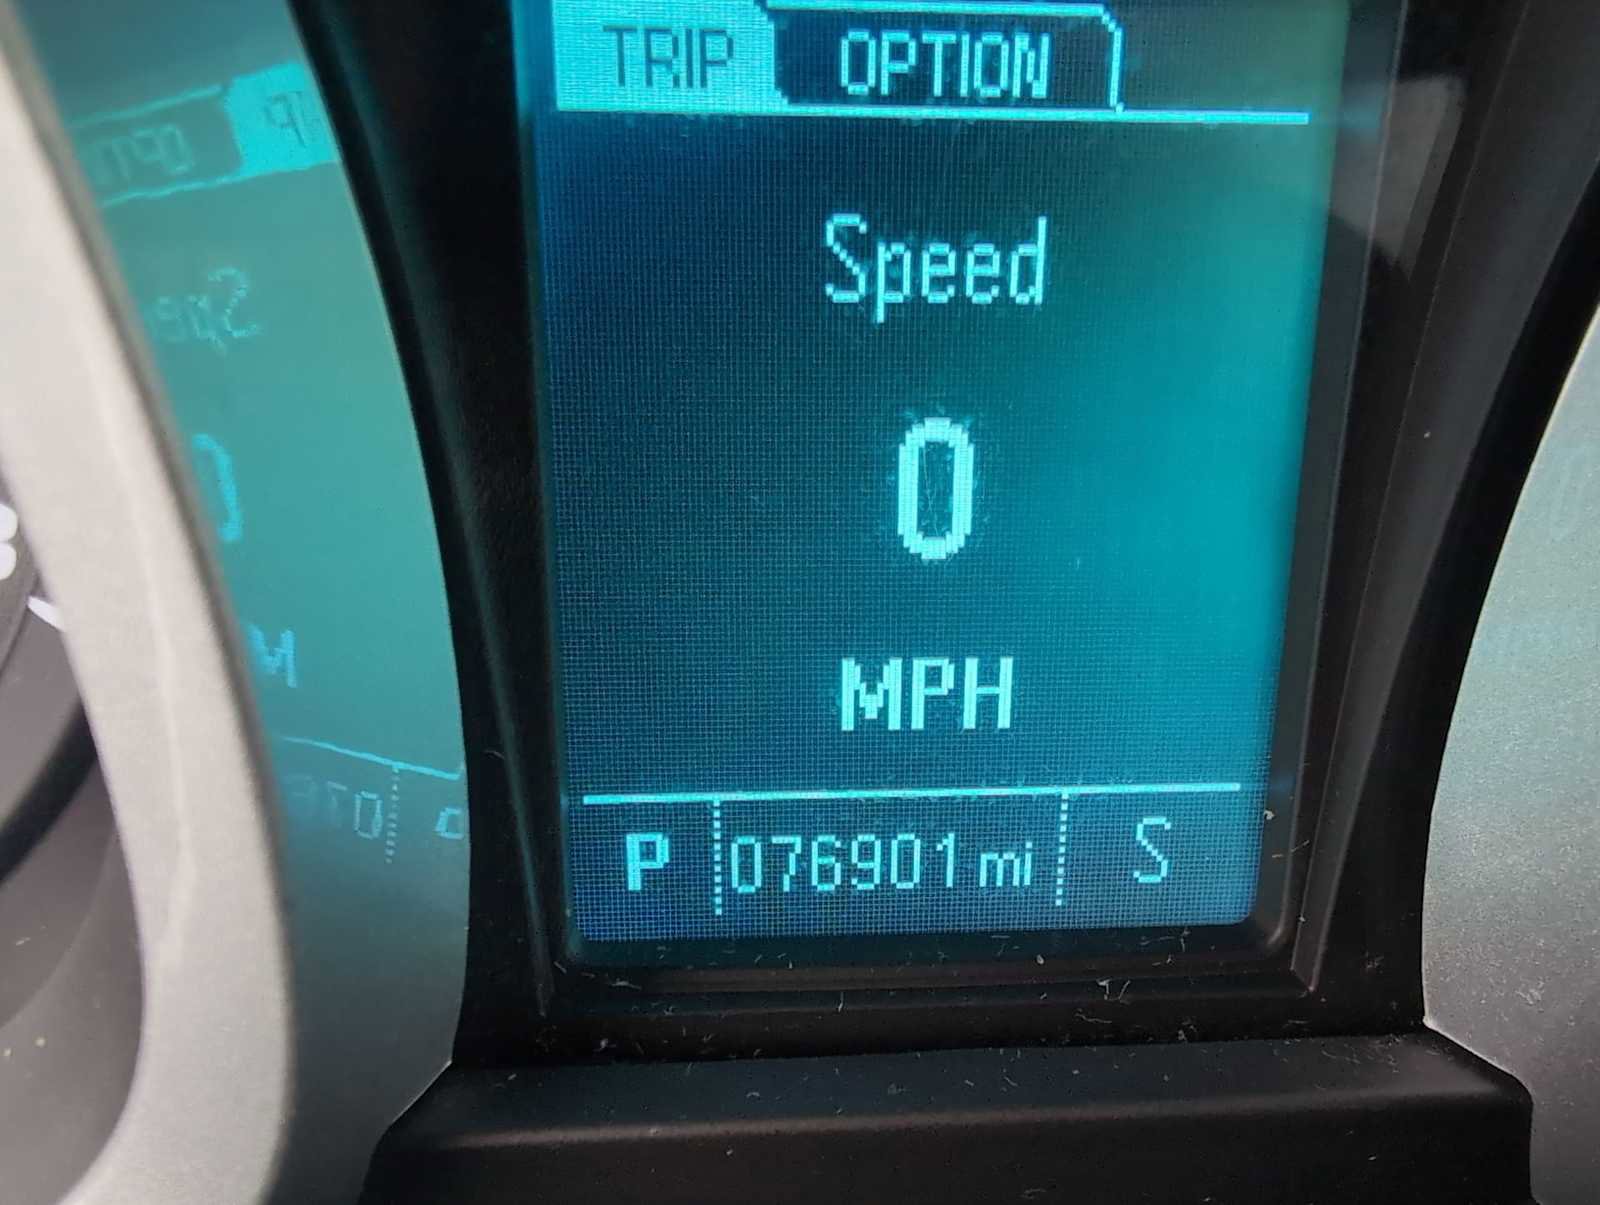 TRIP OPTION
Speed
0
MPH
P 076901 mi S